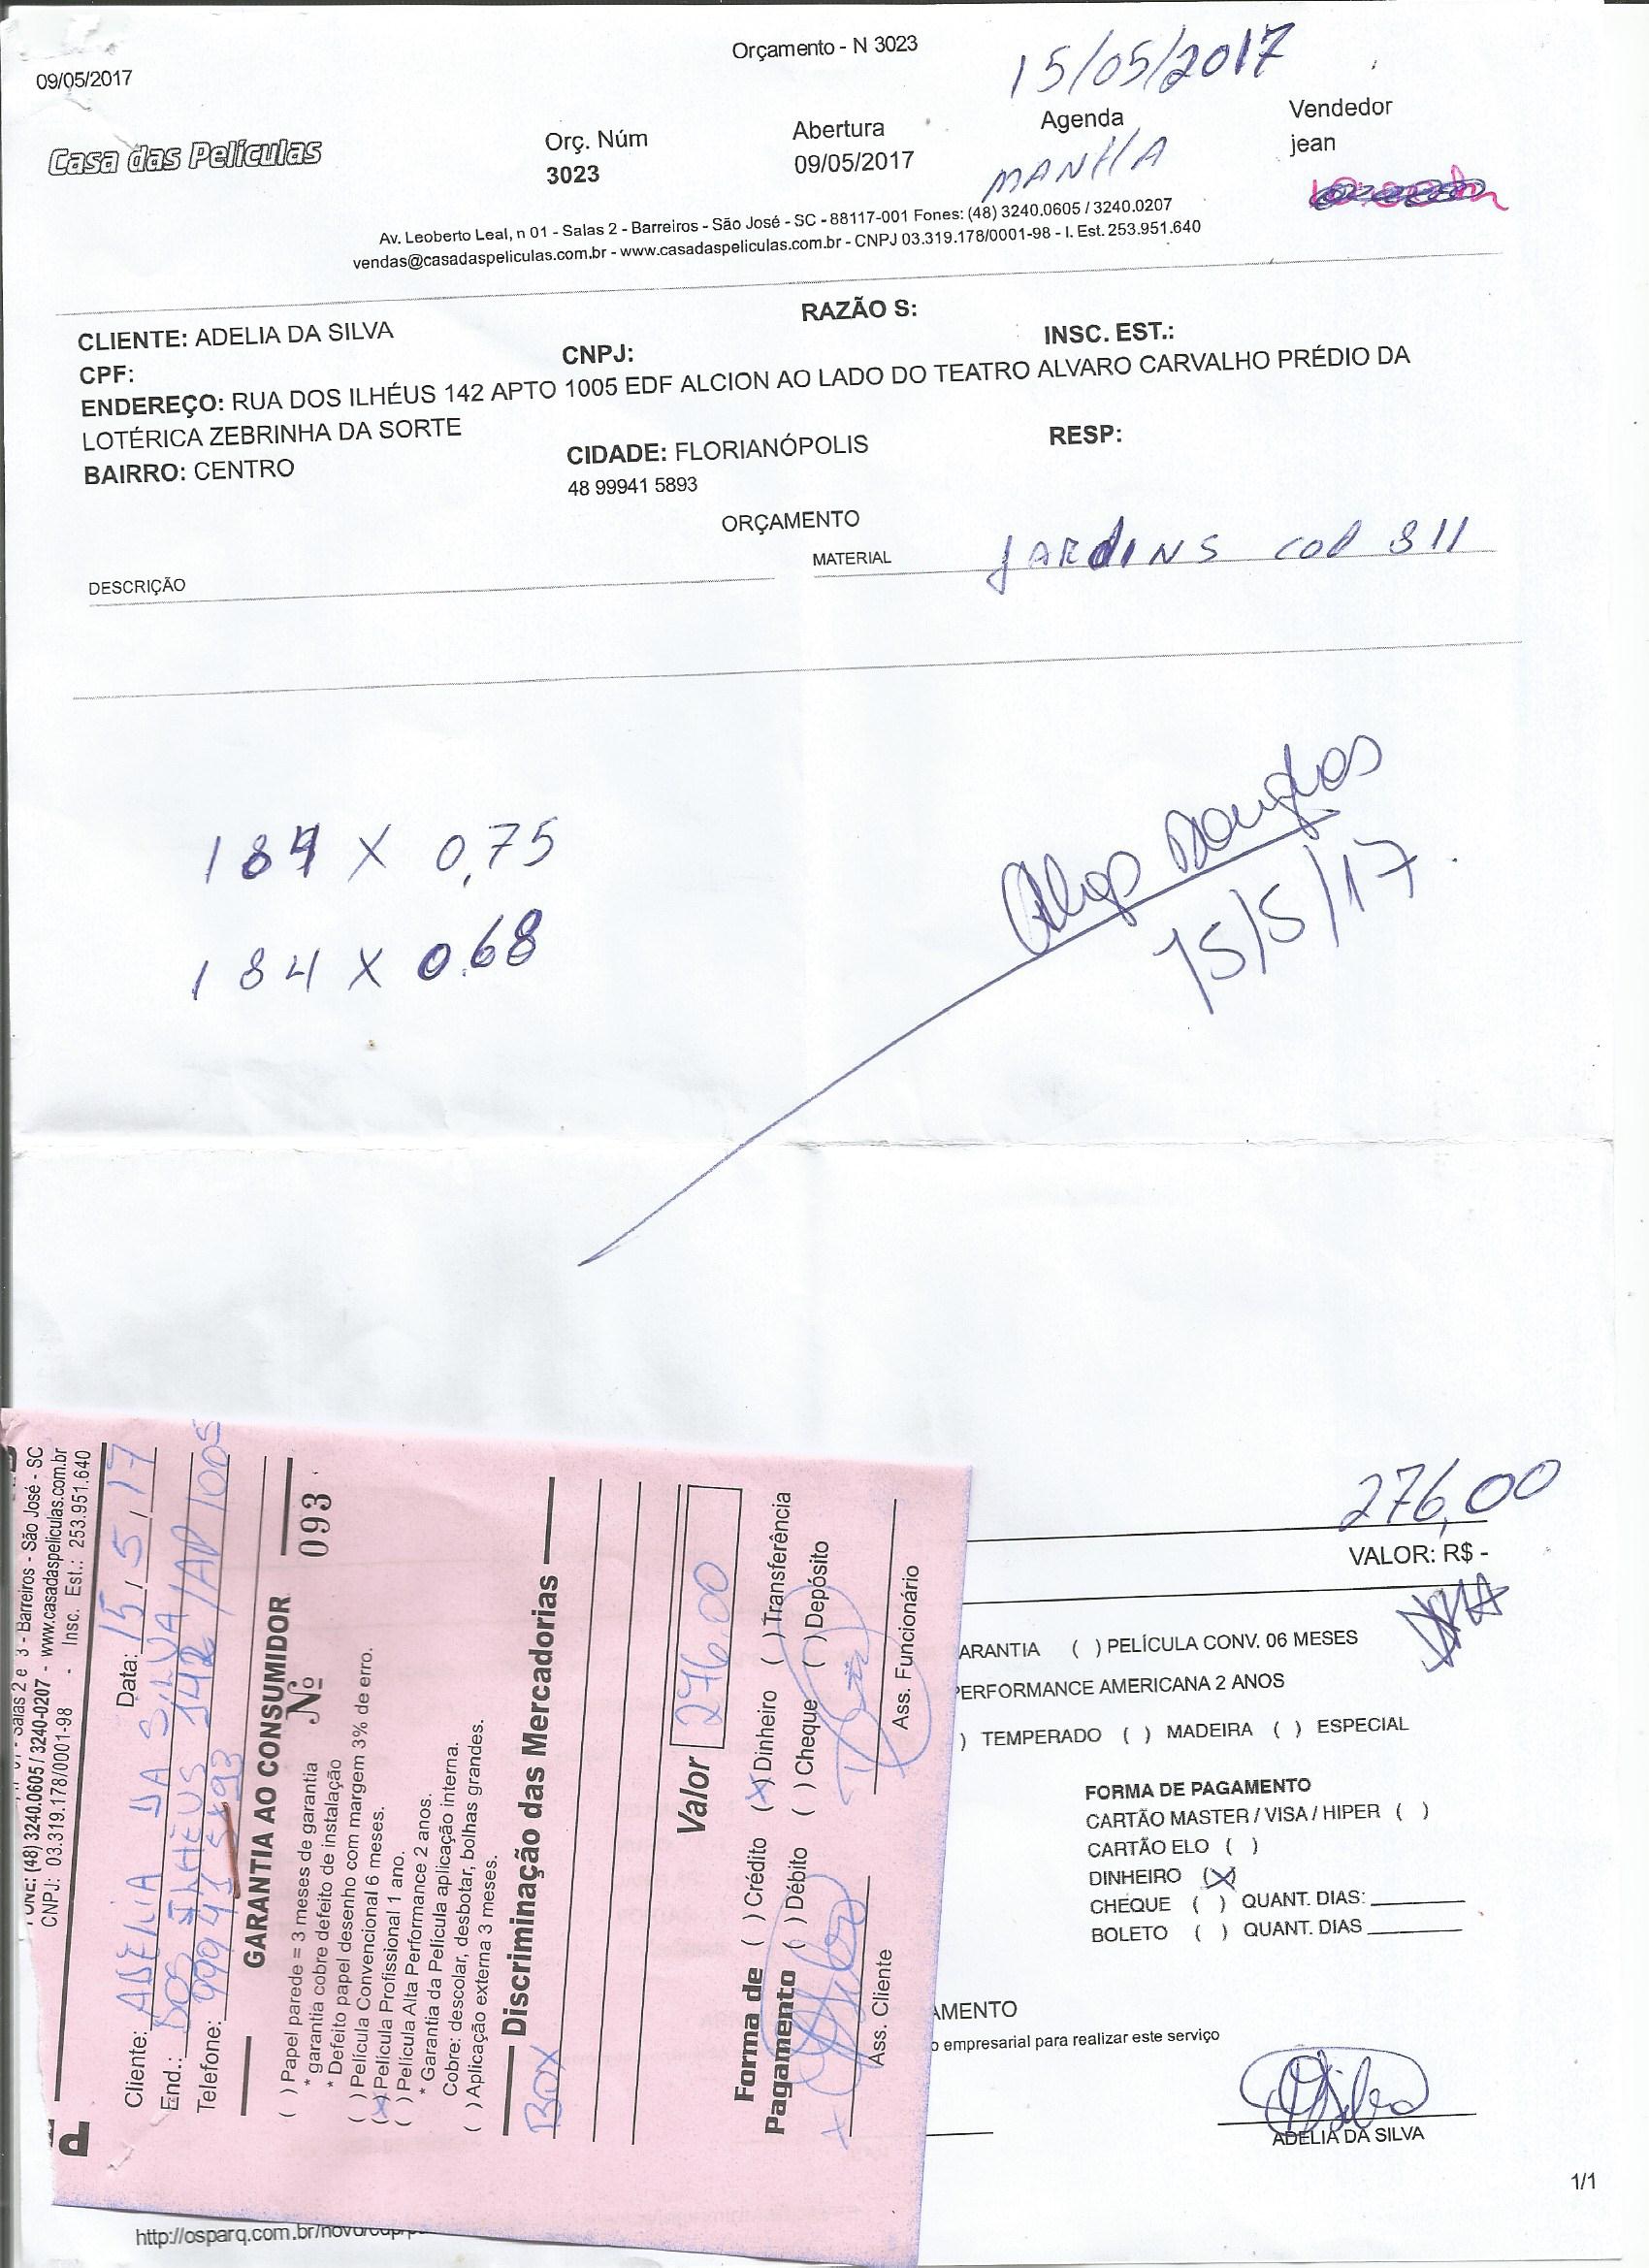 Orçamento - N 3023
15/05/2017
09/05/2017
Casa das Películas
Orç. Núm
3023
Abertura
09/05/2017
Agenda
MANHA
Vendedor
jean
Av. Leoberto Leal, n 01 - Salas 2 - Barreiros - São José - SC - 88117-001 Fones: (48) 3240.0605 / 3240.0207
vendas@casadaspeliculas.com.br - www.casadaspeliculas.com.br - CNPJ 03.319.178/0001-98 - I. Est. 253.951.640
RAZÃO S:
CLIENTE: ADELIA DA SILVA
CNPJ:
INSC. EST.:
CPF:
ENDEREÇO: RUA DOS ILHÉUS 142 APTO 1005 EDF ALCION AO LADO DO TEATRO ALVARO CARVALHO PRÉDIO DA
LOTÉRICA ZEBRINHA DA SORTE
BAIRRO: CENTRO
CIDADE: FLORIANÓPOLIS
RESP:
48 99941 5893
ORÇAMENTO
DESCRIÇÃO
MATERIAL
JARDINS COD 811
184 X 0,75
184 X 0.68
Douglas
15/5/17
276,00
VALOR: R$ -
ARANTIA ( ) PELÍCULA CONV. 06 MESES
PERFORMANCE AMERICANA 2 ANOS
) TEMPERADO ( ) MADEIRA ( ) ESPECIAL
FORMA DE PAGAMENTO
CARTÃO MASTER / VISA / HIPER ( )
CARTÃO ELO ( )
DINHEIRO (X)
CHEQUE ( ) QUANT. DIAS:
BOLETO ( ) QUANT. DIAS
AMENTO
o empresarial para realizar este serviço
ADELIA DA SILVA
1/1
Salas 2 e 3 - Barreiros - São José - SC
FONE: (48) 3240.0605 / 3240-0207 - www.casadaspeliculas.com.br
CNPJ: 03.319.178/0001-98 - Insc. Est.: 253.951.640
Data: 15, 5, 17
Cliente: ADELIA DA SILVA
End.: DOS ILHÉUS 142 / AP 1005
Telefone: 99941 5893
GARANTIA AO CONSUMIDOR
Nº 093
( ) Papel parede = 3 meses de garantia
* garantia cobre defeito de instalação
* Defeito papel desenho com margem 3% de erro.
( ) Película Convencional 6 meses.
(X) Película Profissional 1 ano.
( ) Película Alta Performance 2 anos.
* Garantia da Película aplicação interna.
Cobre: descolar, desbotar, bolhas grandes.
( ) Aplicação externa 3 meses.
Discriminação das Mercadorias
BOX
Valor 276.00
Forma de Pagamento
( ) Crédito (X) Dinheiro ( ) Transferência
( ) Débito ( ) Cheque ( ) Depósito
Ass. Cliente
Ass. Funcionário